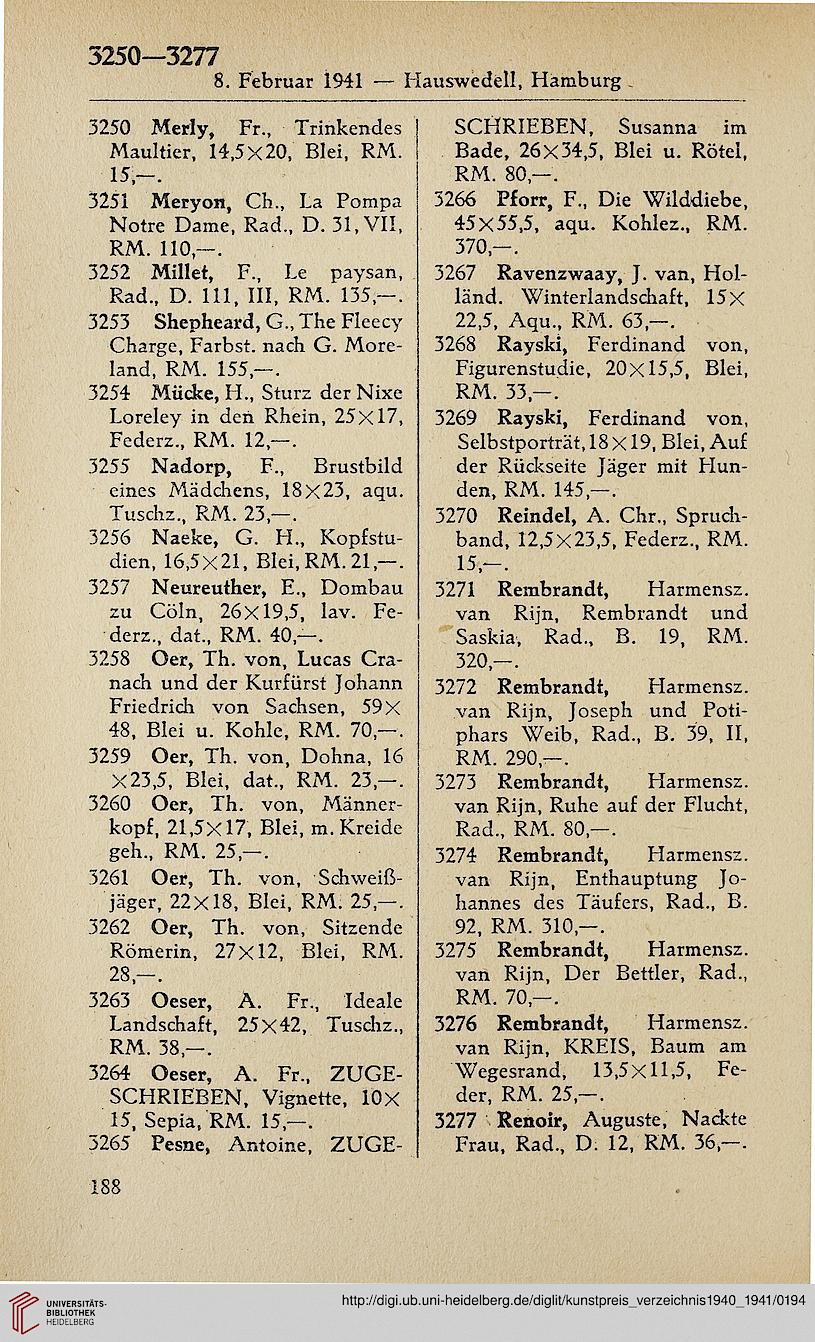 3250—3277
8. Februar 1941 — Hauswedell, Hamburg
3250 Merly, Fr., Trinkendes
Maultier, 14,5×20, Blei, RM.
15,—.
3251 Meryon, Ch., La Pompa
Notre Dame, Rad., D. 31, VII,
RM. 110,—.
3252 Millet, F., Le paysan,
Rad., D. 111, III, RM. 135,—.
3253 Shepheard, G., The Fleecy
Charge, Farbst. nach G. More-
land, RM. 155,—.
3254 Mücke, H., Sturz der Nixe
Loreley in den Rhein, 25×17,
Federz., RM. 12,—.
3255 Nadorp, F., Brustbild
eines Mädchens, 18×23, aqu.
Tuschz., RM. 23,—.
3256 Naeke, G. H., Kopfstu-
dien, 16,5×21, Blei, RM. 21,—.
3257 Neureuther, E., Dombau
zu Cöln, 26×19,5, lav. Fe-
derz., dat., RM. 40,—.
3258 Oer, Th. von, Lucas Cra-
nach und der Kurfürst Johann
Friedrich von Sachsen, 59×
48, Blei u. Kohle, RM. 70,—.
3259 Oer, Th. von, Dohna, 16
×23,5, Blei, dat., RM. 23,—.
3260 Oer, Th. von, Männer-
kopf, 21,5×17, Blei, m. Kreide
geh., RM. 25,—.
3261 Oer, Th. von, Schweiß-
jäger, 22×18, Blei, RM. 25,—.
3262 Oer, Th. von, Sitzende
Römerin, 27×12, Blei, RM.
28,—.
3263 Oeser, A. Fr., Ideale
Landschaft, 25×42, Tuschz.,
RM. 38,—.
3264 Oeser, A. Fr., ZUGE-
SCHRIEBEN, Vignette, 10×
15, Sepia, RM. 15,—.
3265 Pesne, Antoine, ZUGE-
SCHRIEBEN, Susanna im
Bade, 26×34,5, Blei u. Rötel,
RM. 80,—.
3266 Pforr, F., Die Wilddiebe,
45×55,5, aqu. Kohlez., RM.
370,—.
3267 Ravenzwaay, J. van, Hol-
länd. Winterlandschaft, 15×
22,5, Aqu., RM. 63,—.
3268 Rayski, Ferdinand von,
Figurenstudie, 20×15,5, Blei,
RM. 33,—.
3269 Rayski, Ferdinand von,
Selbstporträt, 18×19, Blei, Auf
der Rückseite Jäger mit Hun-
den, RM. 145,—.
3270 Reindel, A. Chr., Spruch-
band, 12,5×23,5, Federz., RM.
15,—.
3271 Rembrandt, Harmensz.
van Rijn, Rembrandt und
Saskia, Rad., B. 19, RM.
320,—.
3272 Rembrandt, Harmensz.
van Rijn, Joseph und Poti-
phars Weib, Rad., B. 39, II,
RM. 290,—.
3273 Rembrandt, Harmensz.
van Rijn, Ruhe auf der Flucht,
Rad., RM. 80,—.
3274 Rembrandt, Harmensz.
van Rijn, Enthauptung Jo-
hannes des Täufers, Rad., B.
92, RM. 310,—.
3275 Rembrandt, Harmensz.
van Rijn, Der Bettler, Rad.,
RM. 70,—.
3276 Rembrandt, Harmensz.
van Rijn, KREIS, Baum am
Wegesrand, 13,5×11,5, Fe-
der, RM. 25,—.
3277 Renoir, Auguste, Nackte
Frau, Rad., D. 12, RM. 36,—.
188
UNIVERSITÄTS-
BIBLIOTHEK
HEIDELBERG
http://digi.ub.uni-heidelberg.de/diglit/kunstpreis_verzeichnis1940_1941/0194